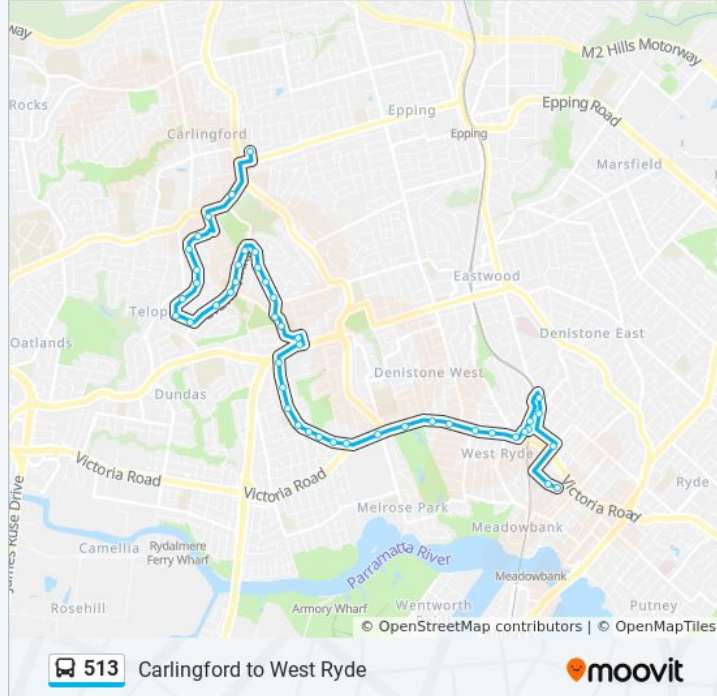 way
M2 Hills Motorway
Rocks
Epping
Epping Road
Carlingford
Epping
Marsfield
Eastwood
Telop
Oatlands
Denistone East
Denistone West
Dundas
West Ryde
Victoria Road
Victoria Road
Victoria Road
Ryde
Melrose Park
Meadowbank
James Ruse Drive
Camellia
Rydalmere
Ferry Wharf
Parramatta River
Meadowbank
Rosehill
Armory Wharf
Wentworth
Putney
© OpenStreetMap contributors | © OpenMapTiles
513
Carlingford to West Ryde
moovit